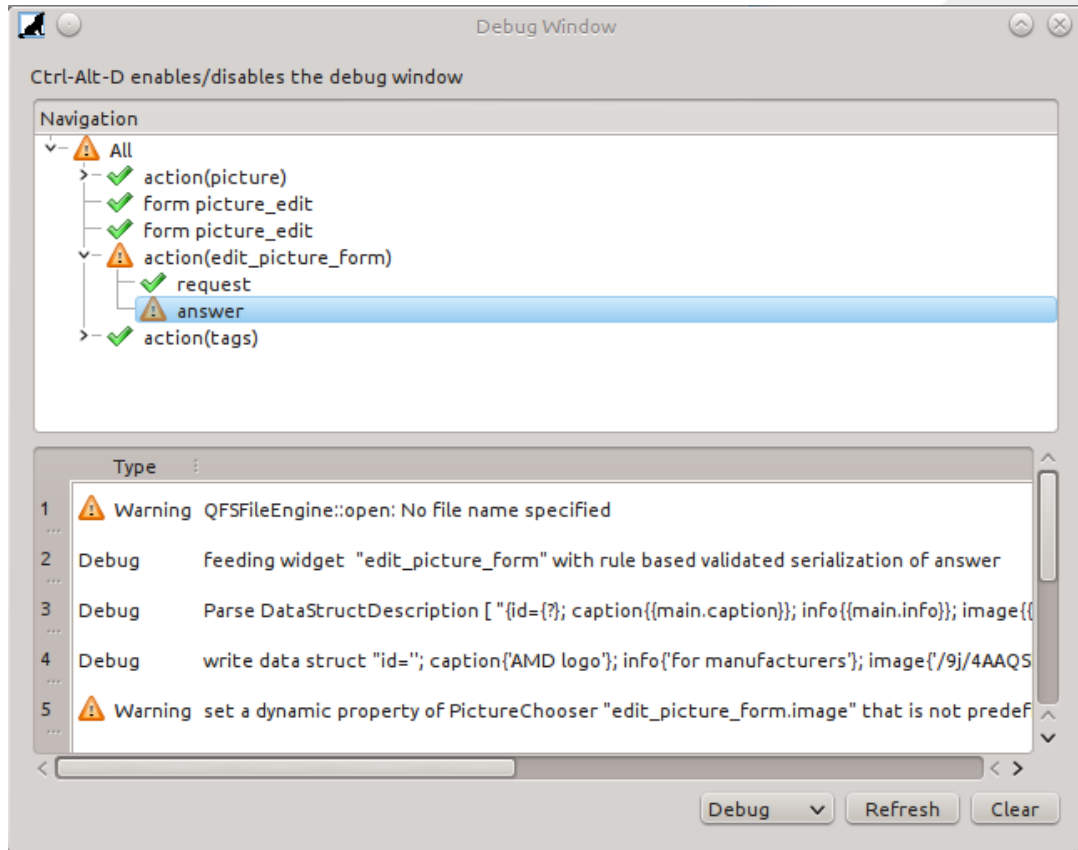 Debug Window
Ctrl-Alt-D enables/disables the debug window
Navigation
All
action(picture)
form picture_edit
form picture_edit
action(edit_picture_form)
request
answer
action(tags)
Type
1 Warning QFSFileEngine::open: No file name specified
2 Debug feeding widget "edit_picture_form" with rule based validated serialization of answer
3 Debug Parse DataStructDescription [ "{id={?}; caption{{main.caption}}; info{{main.info}}; image{{
4 Debug write data struct "id=''; caption{'AMD logo'}; info{'for manufacturers'}; image{'/9j/4AAQS
5 Warning set a dynamic property of PictureChooser "edit_picture_form.image" that is not predef
Debug Refresh Clear